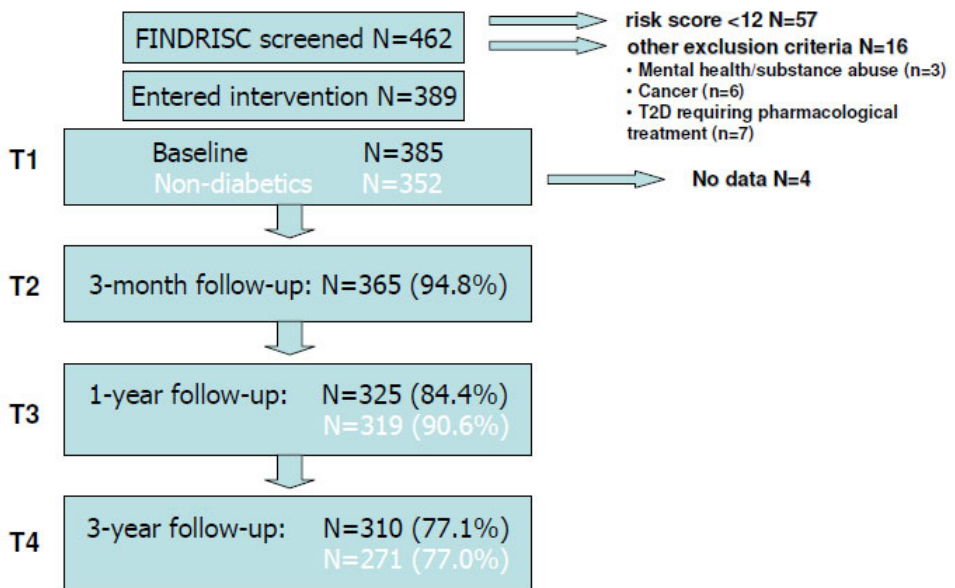 FINDRISC screened N=462
risk score <12 N=57
other exclusion criteria N=16
• Mental health/substance abuse (n=3)
• Cancer (n=6)
• T2D requiring pharmacological
treatment (n=7)
Entered intervention N=389
T1
Baseline N=385
Non-diabetics N=352
No data N=4
T2
3-month follow-up: N=365 (94.8%)
T3
1-year follow-up: N=325 (84.4%)
N=319 (90.6%)
T4
3-year follow-up: N=310 (77.1%)
N=271 (77.0%)